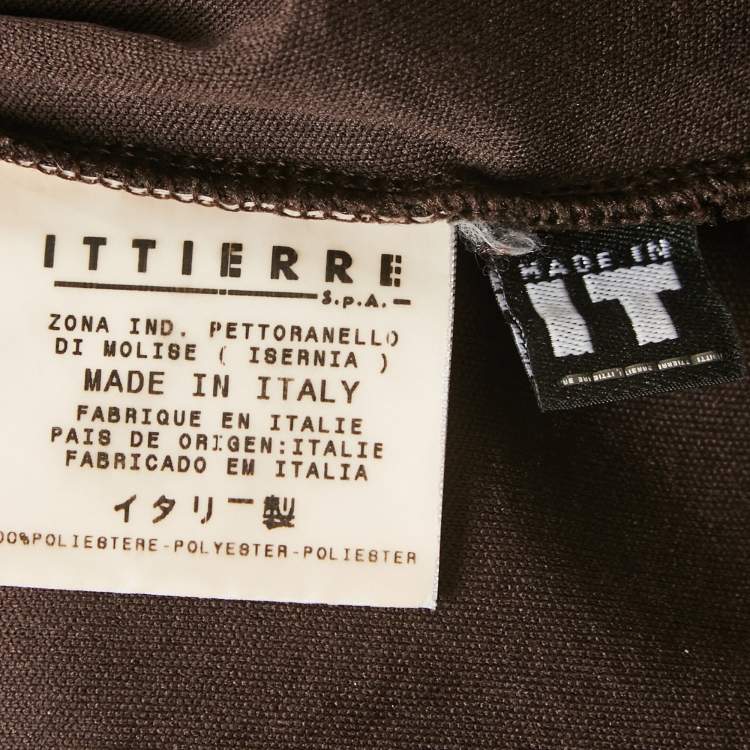 ITTIERRE
S.p.A.
ZONA IND. PETTORANELLO
DI MOLISE ( ISERNIA )
MADE IN ITALY
FABRIQUE EN ITALIE
PAIS DE ORIGEN:ITALIE
FABRICADO EM ITALIA
イタリー製
00%POLIESTERE-POLYESTER-POLIESTER
MADE IN
IT